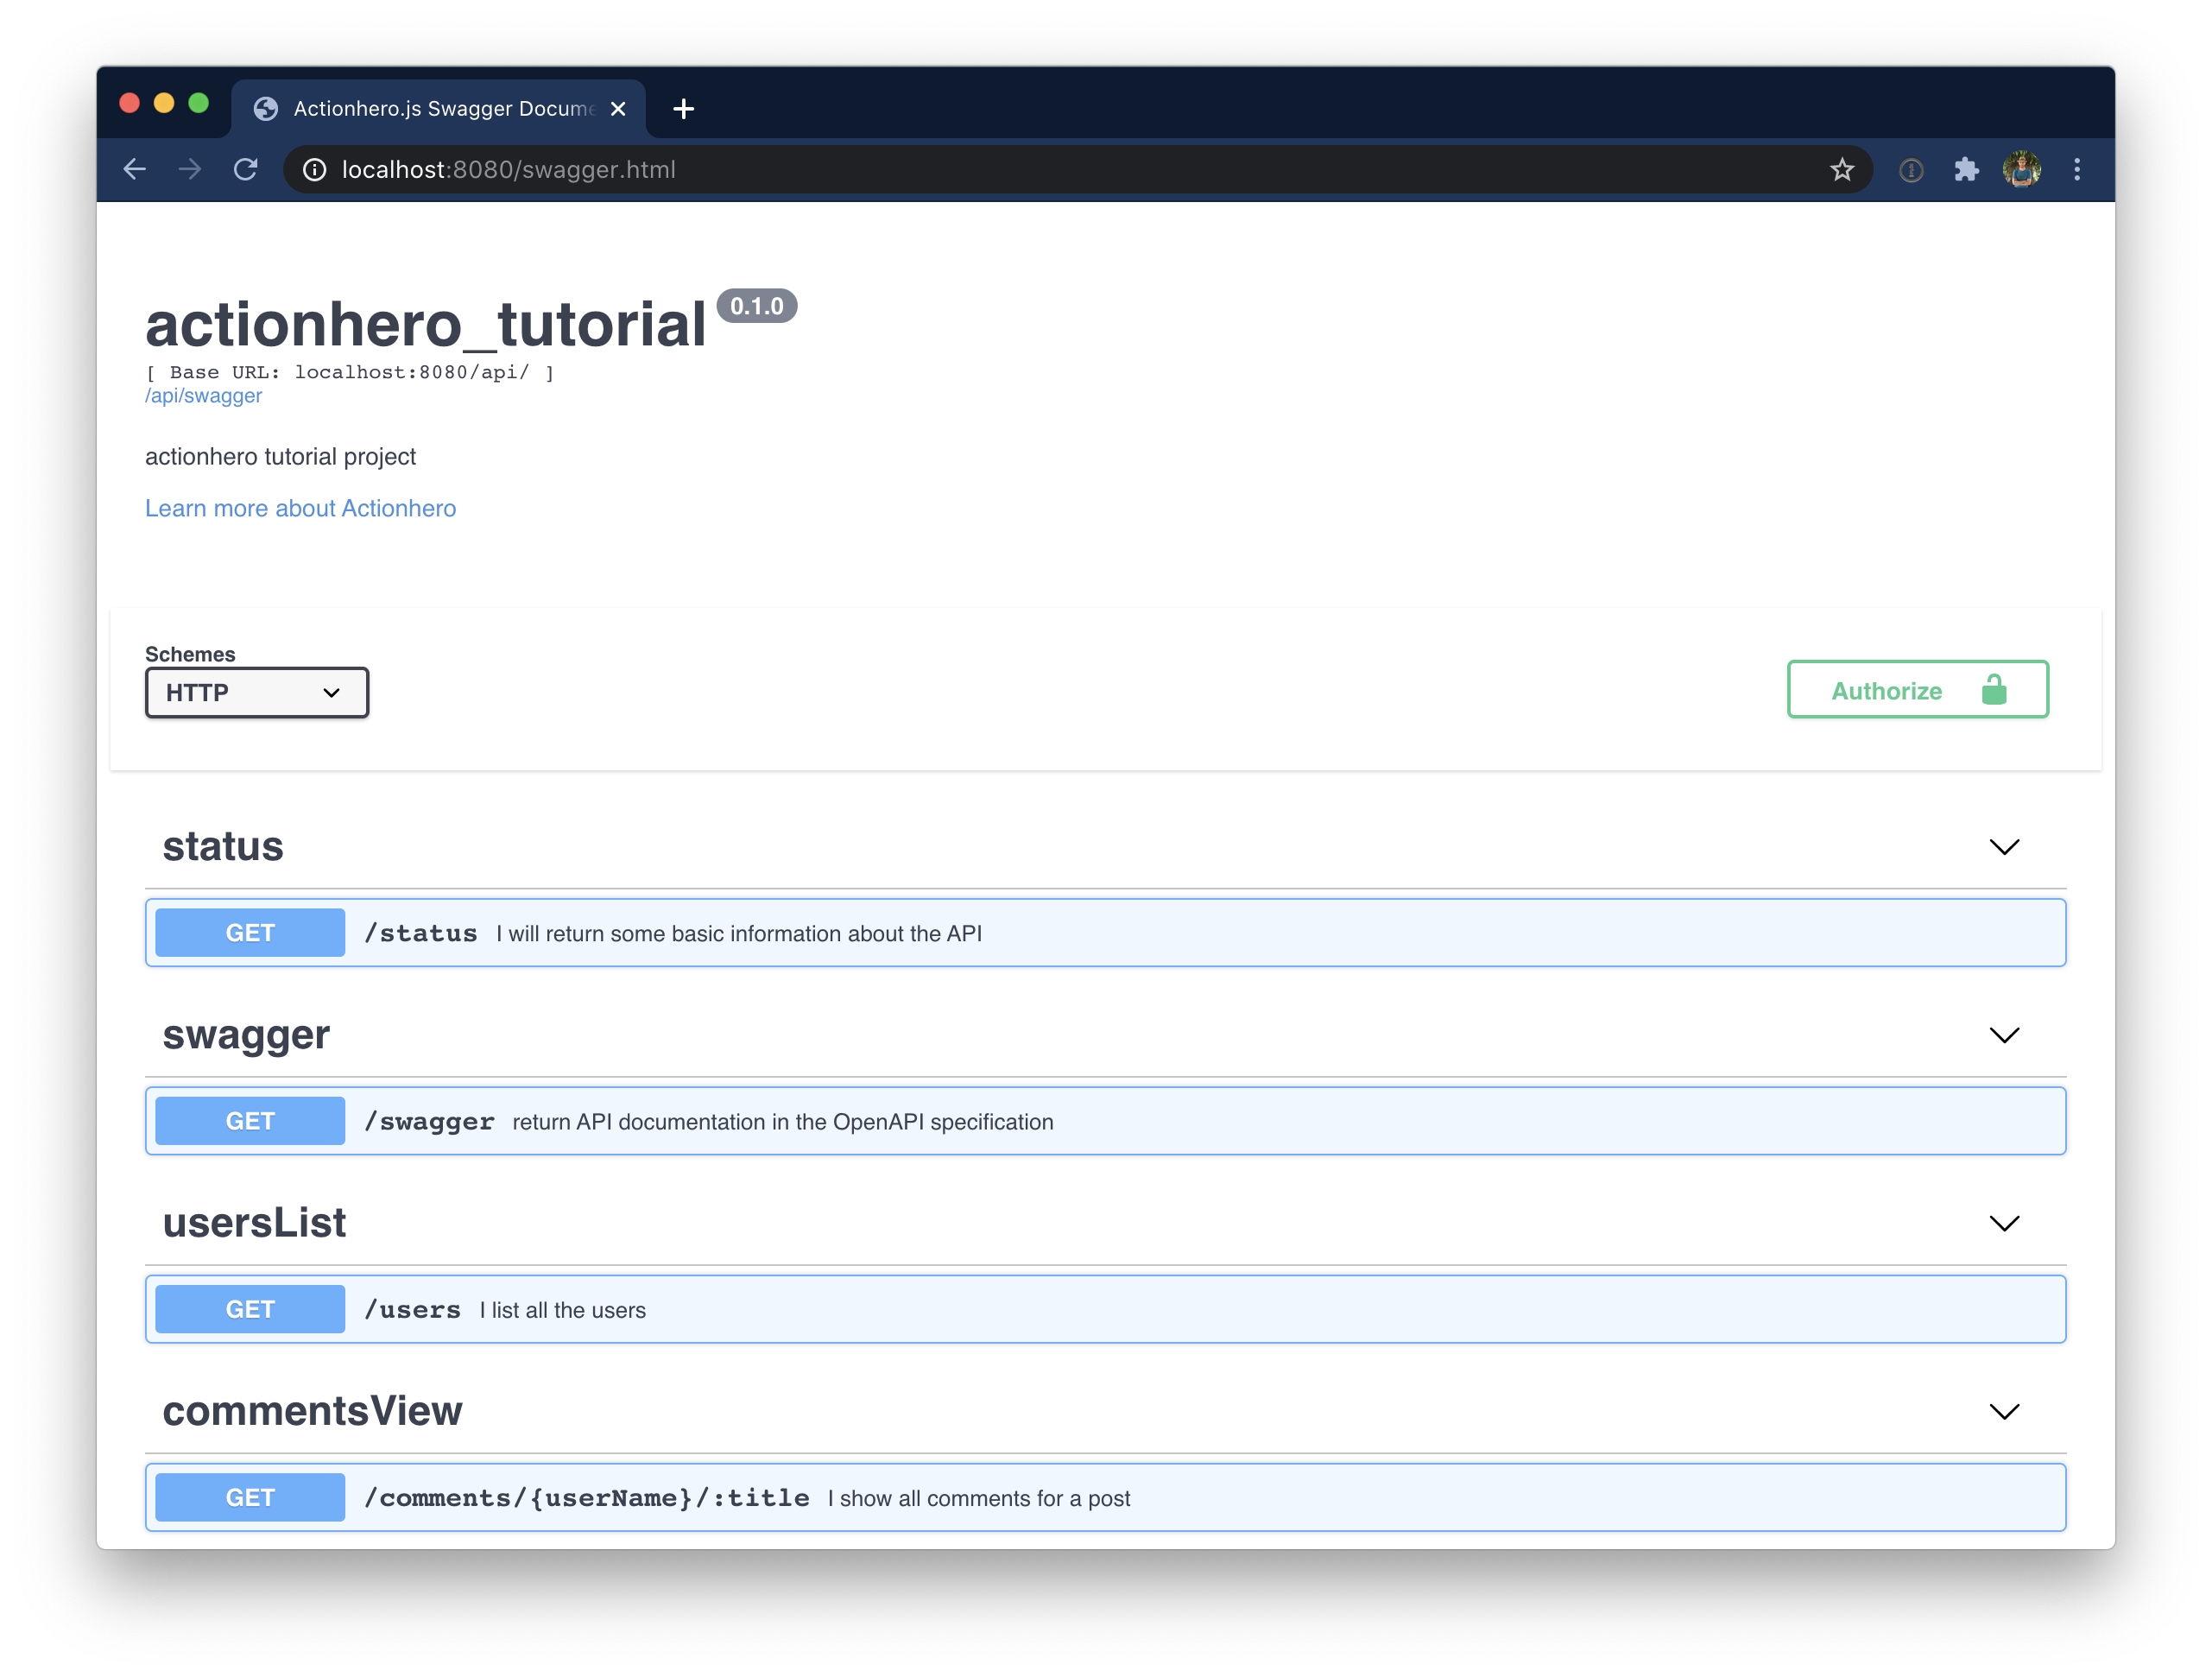 Actionhero.js Swagger Docume
localhost:8080/swagger.html
actionhero_tutorial 0.1.0
[ Base URL: localhost:8080/api/ ]
/api/swagger
actionhero tutorial project
Learn more about Actionhero
Schemes
HTTP
Authorize
status
GET /status I will return some basic information about the API
swagger
GET /swagger return API documentation in the OpenAPI specification
usersList
GET /users I list all the users
commentsView
GET /comments/{userName}/:title I show all comments for a post